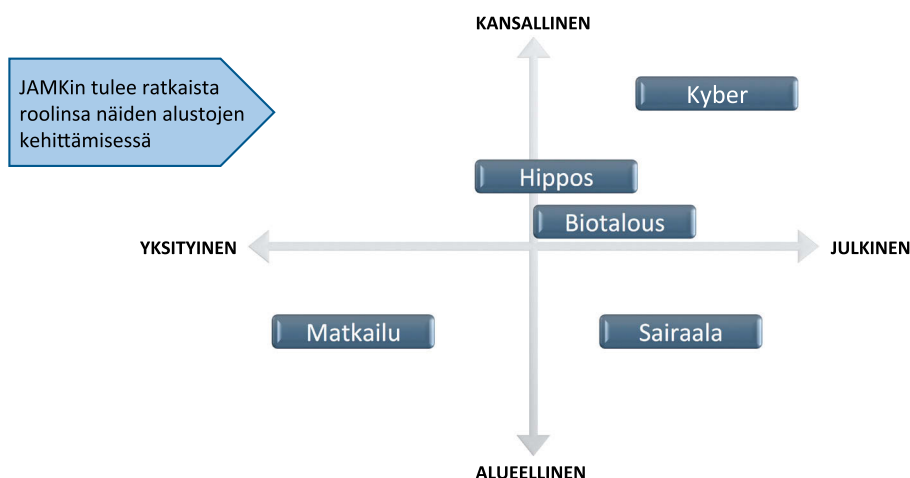 KANSALLINEN
JAMKin tulee ratkaista
roolinsa näiden alustojen
kehittämisessä
Kyber
Hippos
Biotalous
YKSITYINEN
JULKINEN
Matkailu
Sairaala
ALUEELLINEN